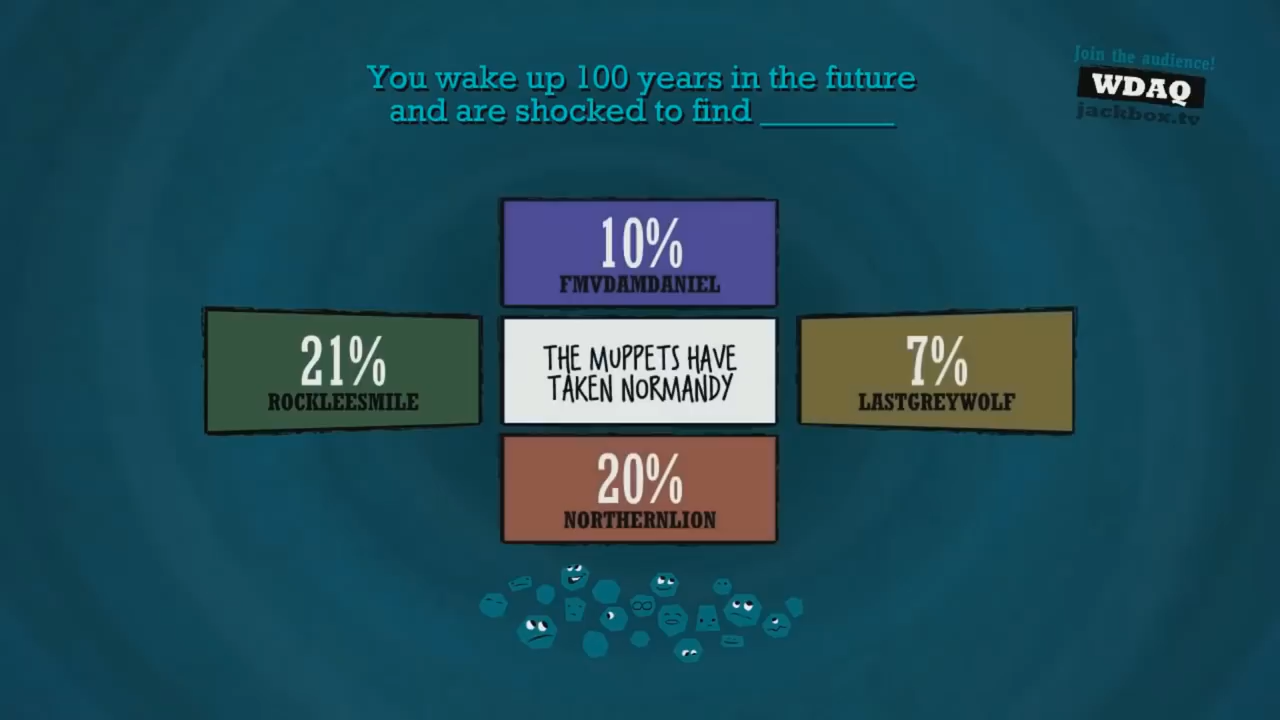 Join the audience!
WDAQ
jackbox.tv
You wake up 100 years in the future
and are shocked to find ________
10%
FMVDAMDANIEL
21%
ROCKLEESMILE
THE MUPPETS HAVE
TAKEN NORMANDY
7%
LASTGREYWOLF
20%
NORTHERNLION